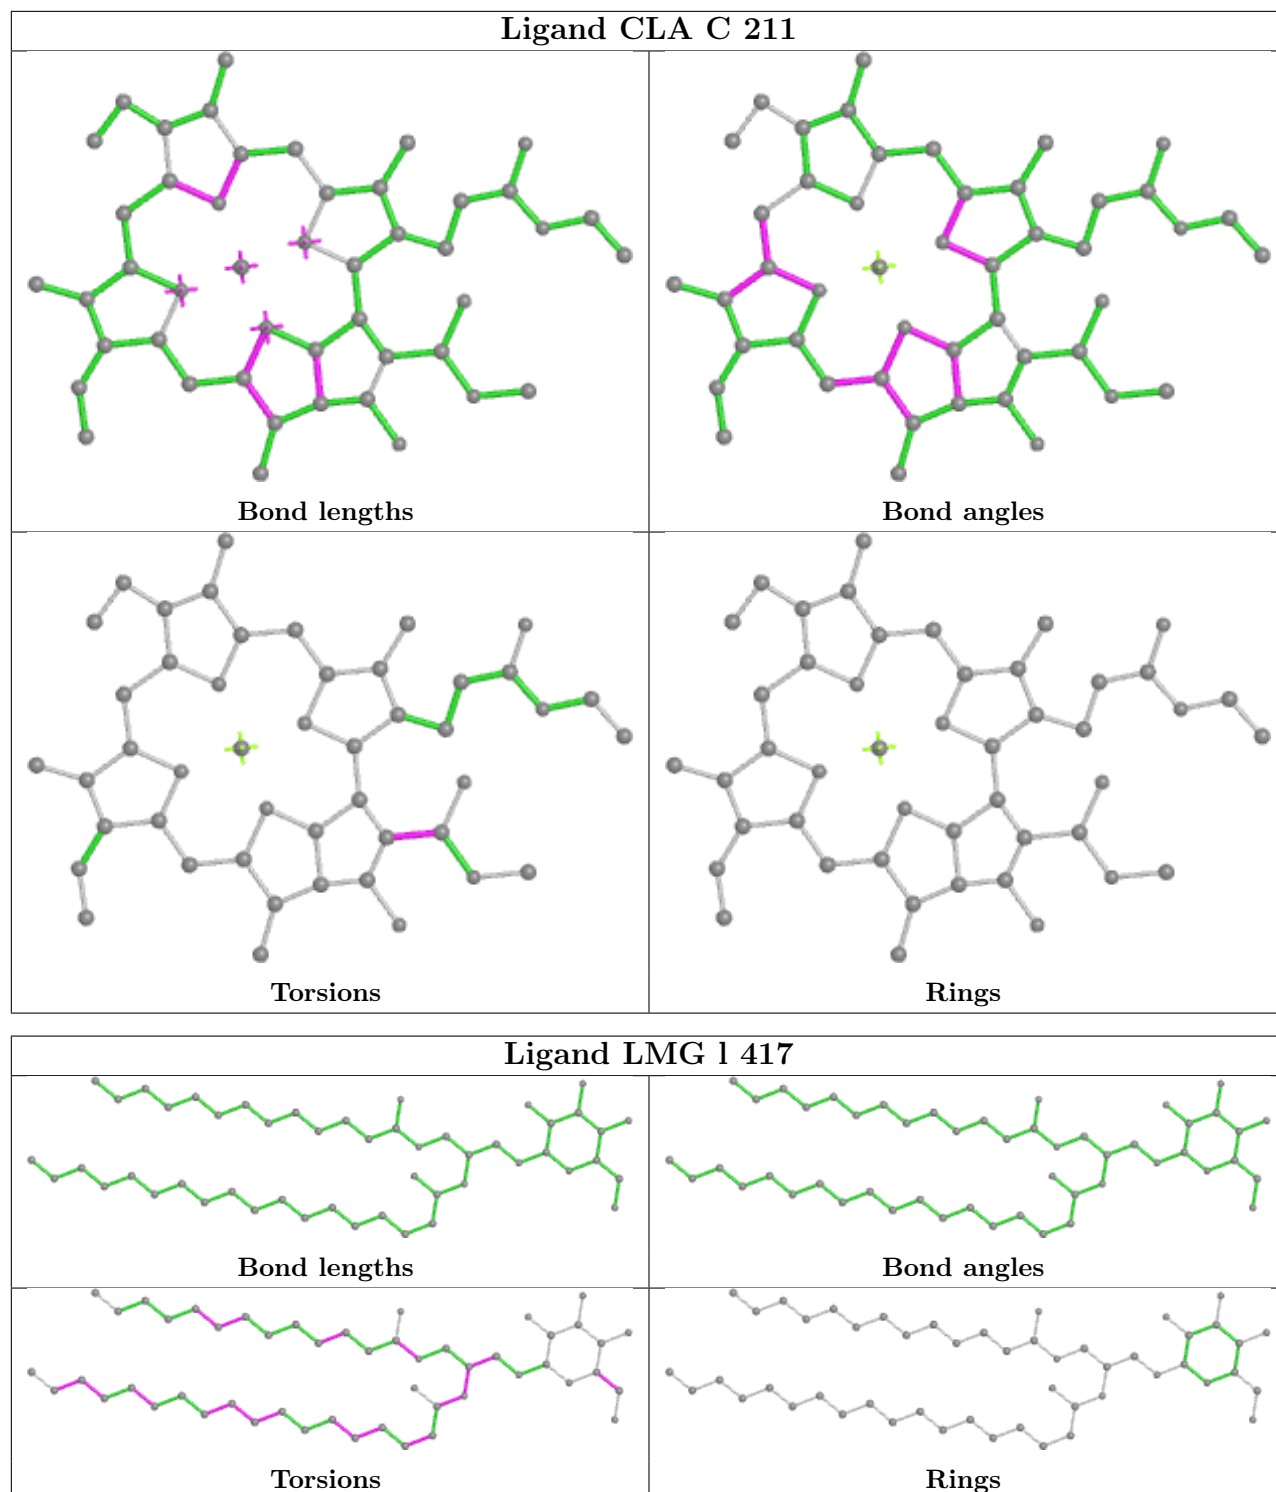 Ligand CLA C 211
Bond lengths
Bond angles
Torsions
Rings
Ligand LMG l 417
Bond lengths
Bond angles
Torsions
Rings